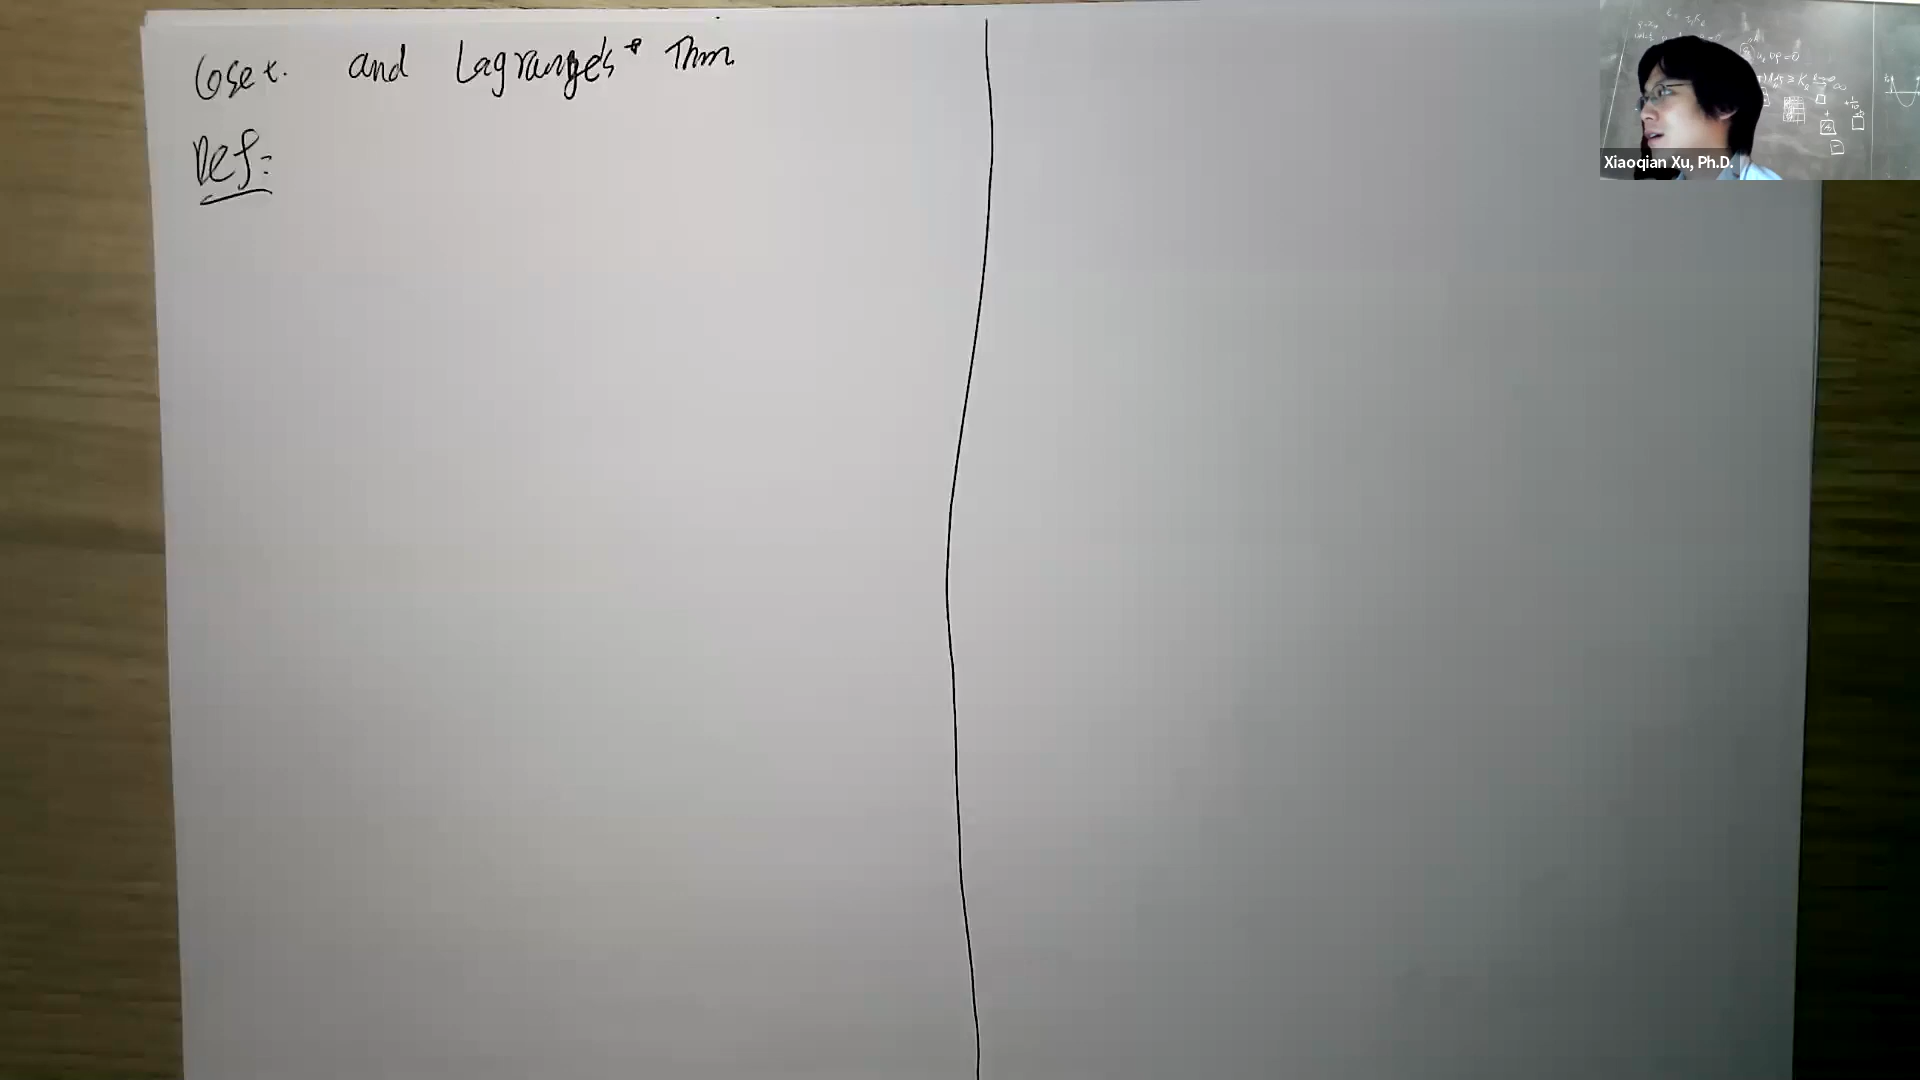 Coset. and Lagrange's Thm.
Def:
Xiaoqian Xu, Ph.D.